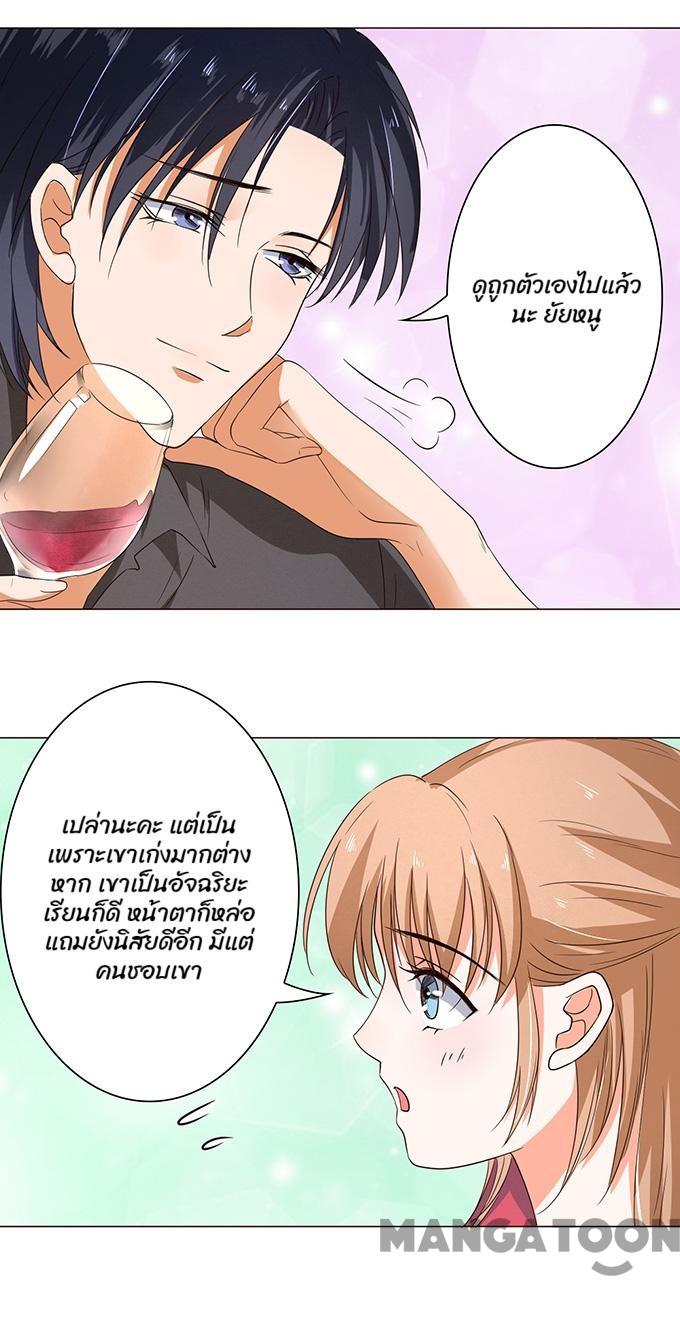 ดูถูกตัวเองไปแล้ว
นะ ยัยหนู
เปล่านะคะ แต่เป็น
เพราะเขาเก่งมากต่าง
หาก เขาเป็นอัจฉริยะ
เรียนก็ดี หน้าตาก็หล่อ
แถมยังนิสัยดีอีก มีแต่
คนชอบเขา
MANGATOON